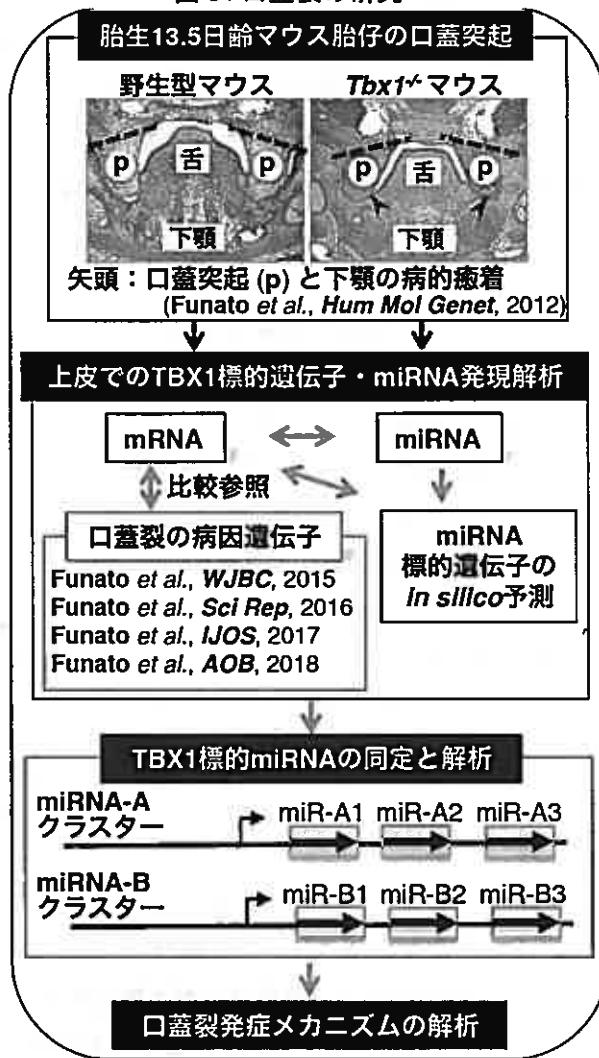 胎生13.5日齢マウス胎仔の口蓋突起
野生型マウス Tbx1-/-マウス
p 舌 p p 舌 p
下顎 下顎
矢頭：口蓋突起 (p) と下顎の病的癒着
(Funato et al., Hum Mol Genet, 2012)
上皮でのTBX1標的遺伝子・miRNA発現解析
mRNA miRNA
比較参照
口蓋裂の病因遺伝子
Funato et al., WJBC, 2015
Funato et al., Sci Rep, 2016
Funato et al., IJOS, 2017
Funato et al., AOB, 2018
miRNA
標的遺伝子の
In silico予測
TBX1標的miRNAの同定と解析
miRNA-A
クラスター
miR-A1 miR-A2 miR-A3
miRNA-B
クラスター
miR-B1 miR-B2 miR-B3
口蓋裂発症メカニズムの解析